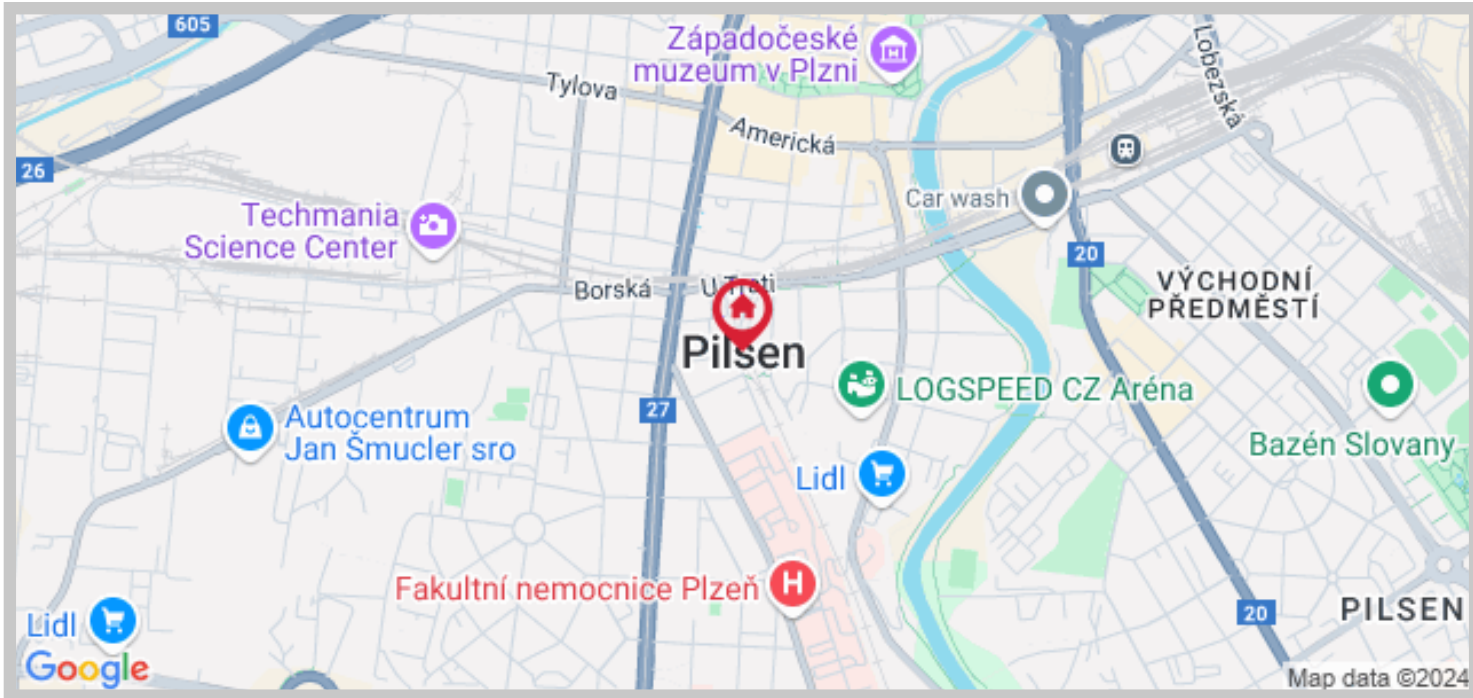 605
Západočeské
muzeum v Plzni
Lobezská
Tylova
Americká
26
Car wash
Techmania
Science Center
20
VÝCHODNÍ
PŘEDMĚSTÍ
Borská
U Trati
Pilsen
LOGSPEED CZ Aréna
27
Autocentrum
Jan Šmucler sro
Bazén Slovany
Lidl
Fakultní nemocnice Plzeň
H
20
PILSEN
Lidl
Google
Map data ©2024